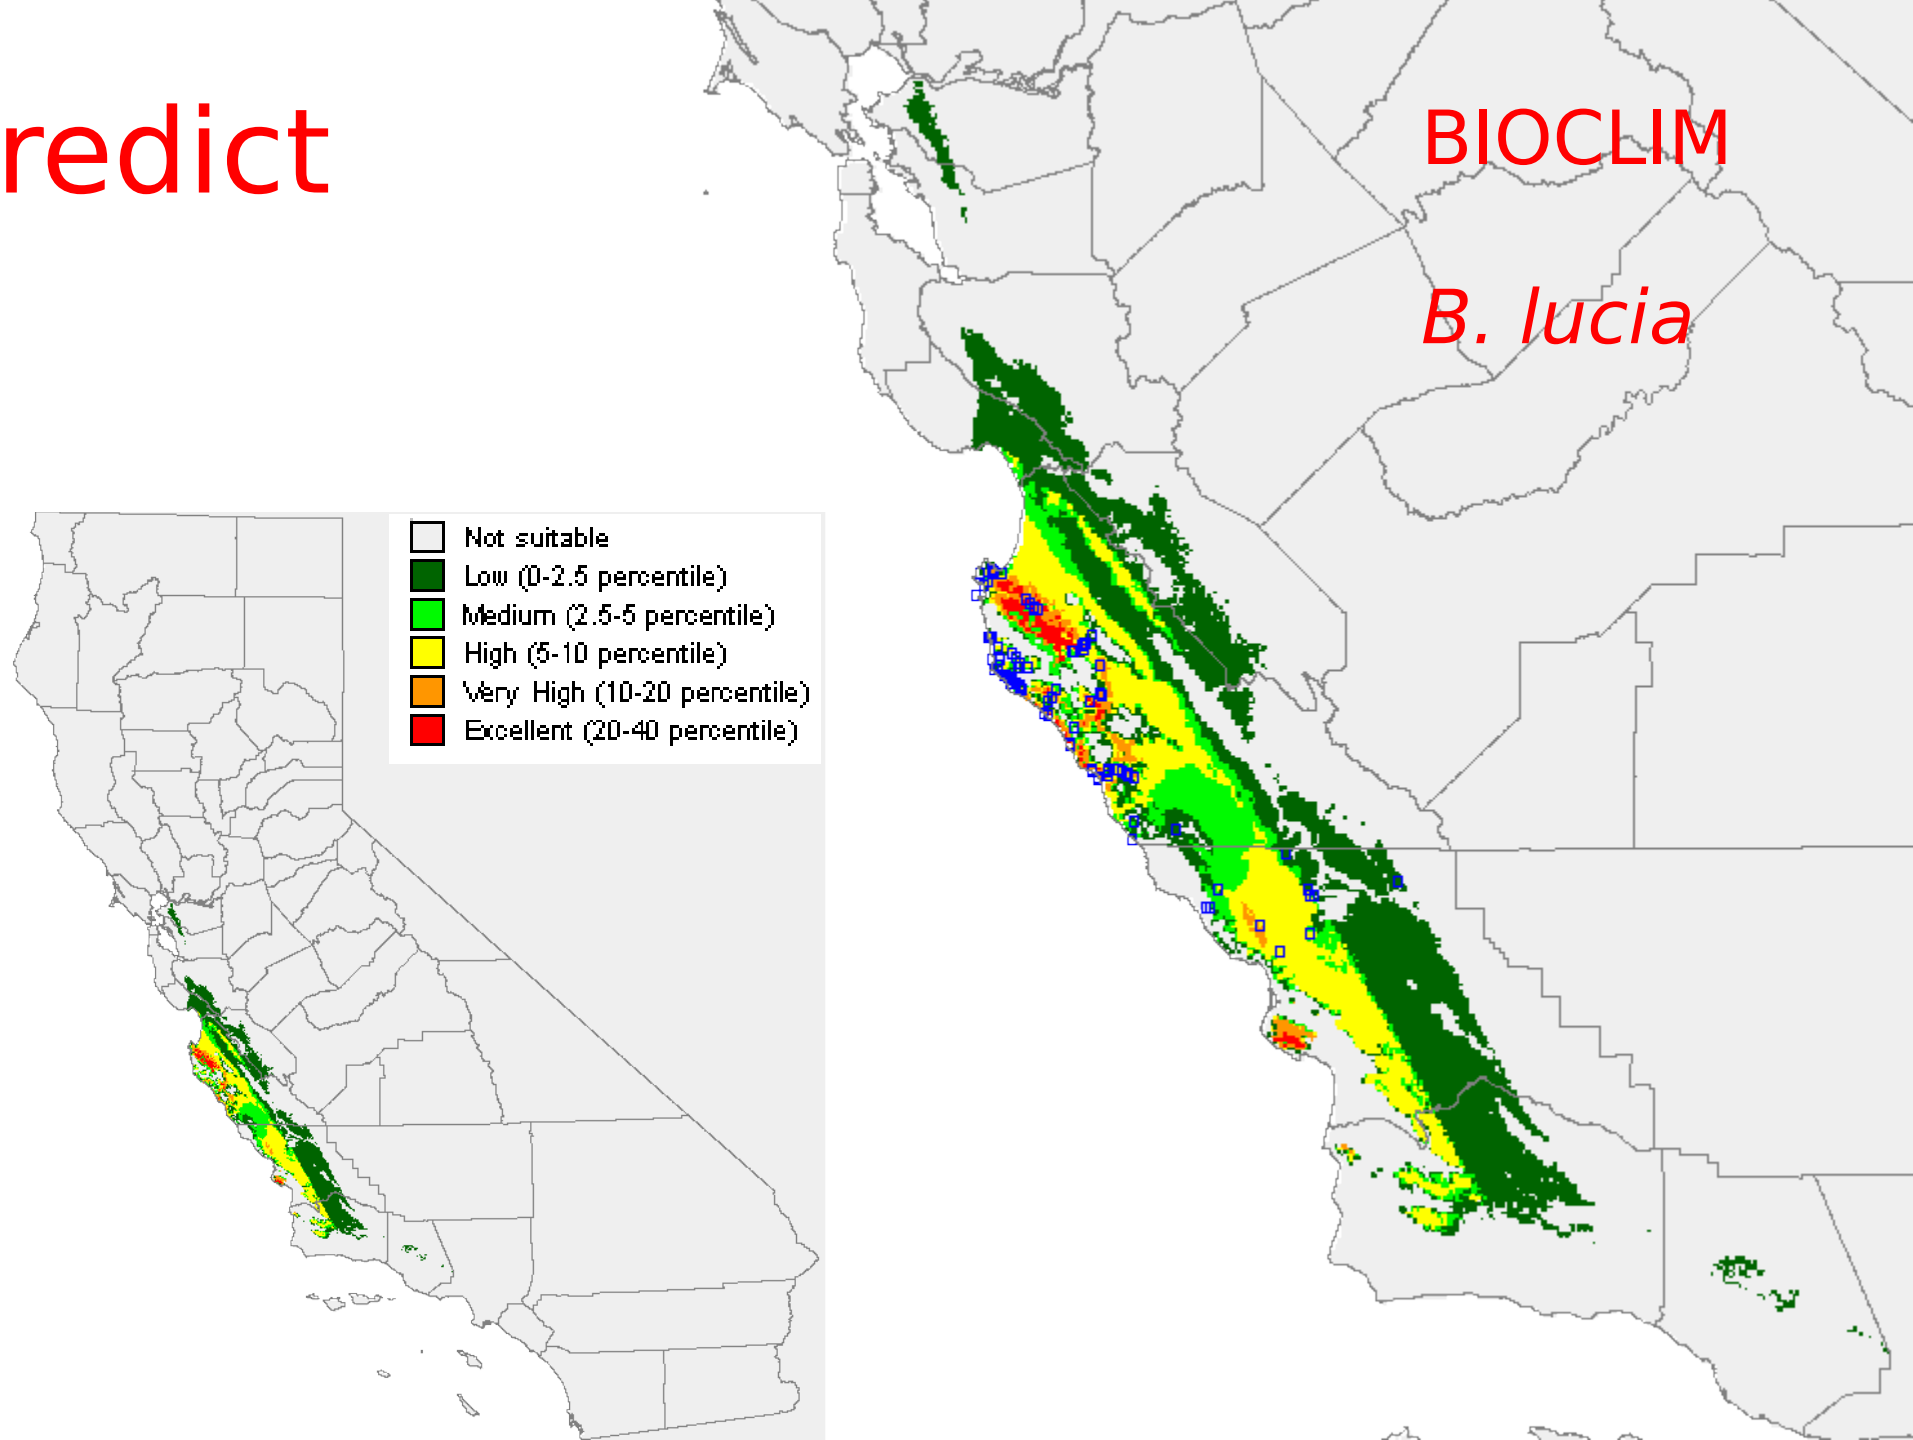 redict
BIOCLIM
B. lucia
Not suitable
Low (0-2.5 percentile)
Medium (2.5-5 percentile)
High (5-10 percentile)
Very High (10-20 percentile)
Excellent (20-40 percentile)